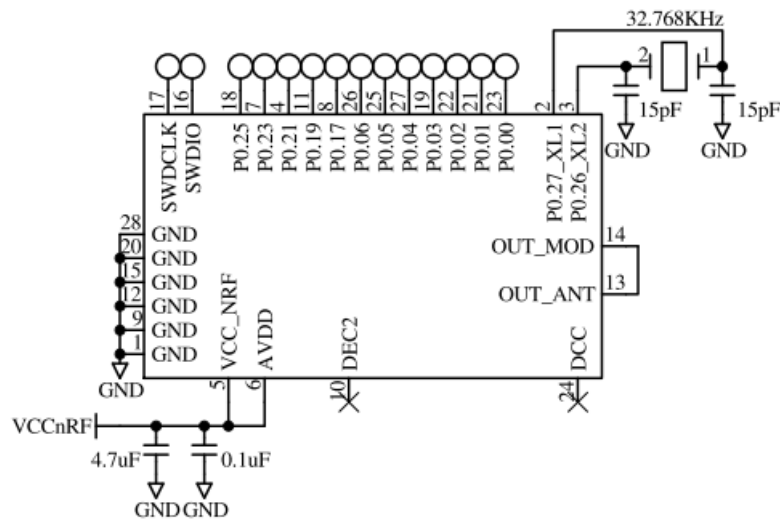 32.768KHz
2 1
15pF 15pF
GND GND
17 16 18 7 4 11 8 26 25 27 19 22 21 23 2 3
SWDCLK
SWDIO
P0.25
P0.23
P0.21
P0.19
P0.17
P0.06
P0.05
P0.04
P0.03
P0.02
P0.01
P0.00
P0.27_XL1
P0.26_XL2
28 GND
20 GND
15 GND
12 GND
9 GND
1 GND
GND
OUT_MOD 14
OUT_ANT 13
VCC_NRF
AVDD
DEC2
DCC
5 6 10 24
VCCnRF
4.7uF 0.1uF
GND GND